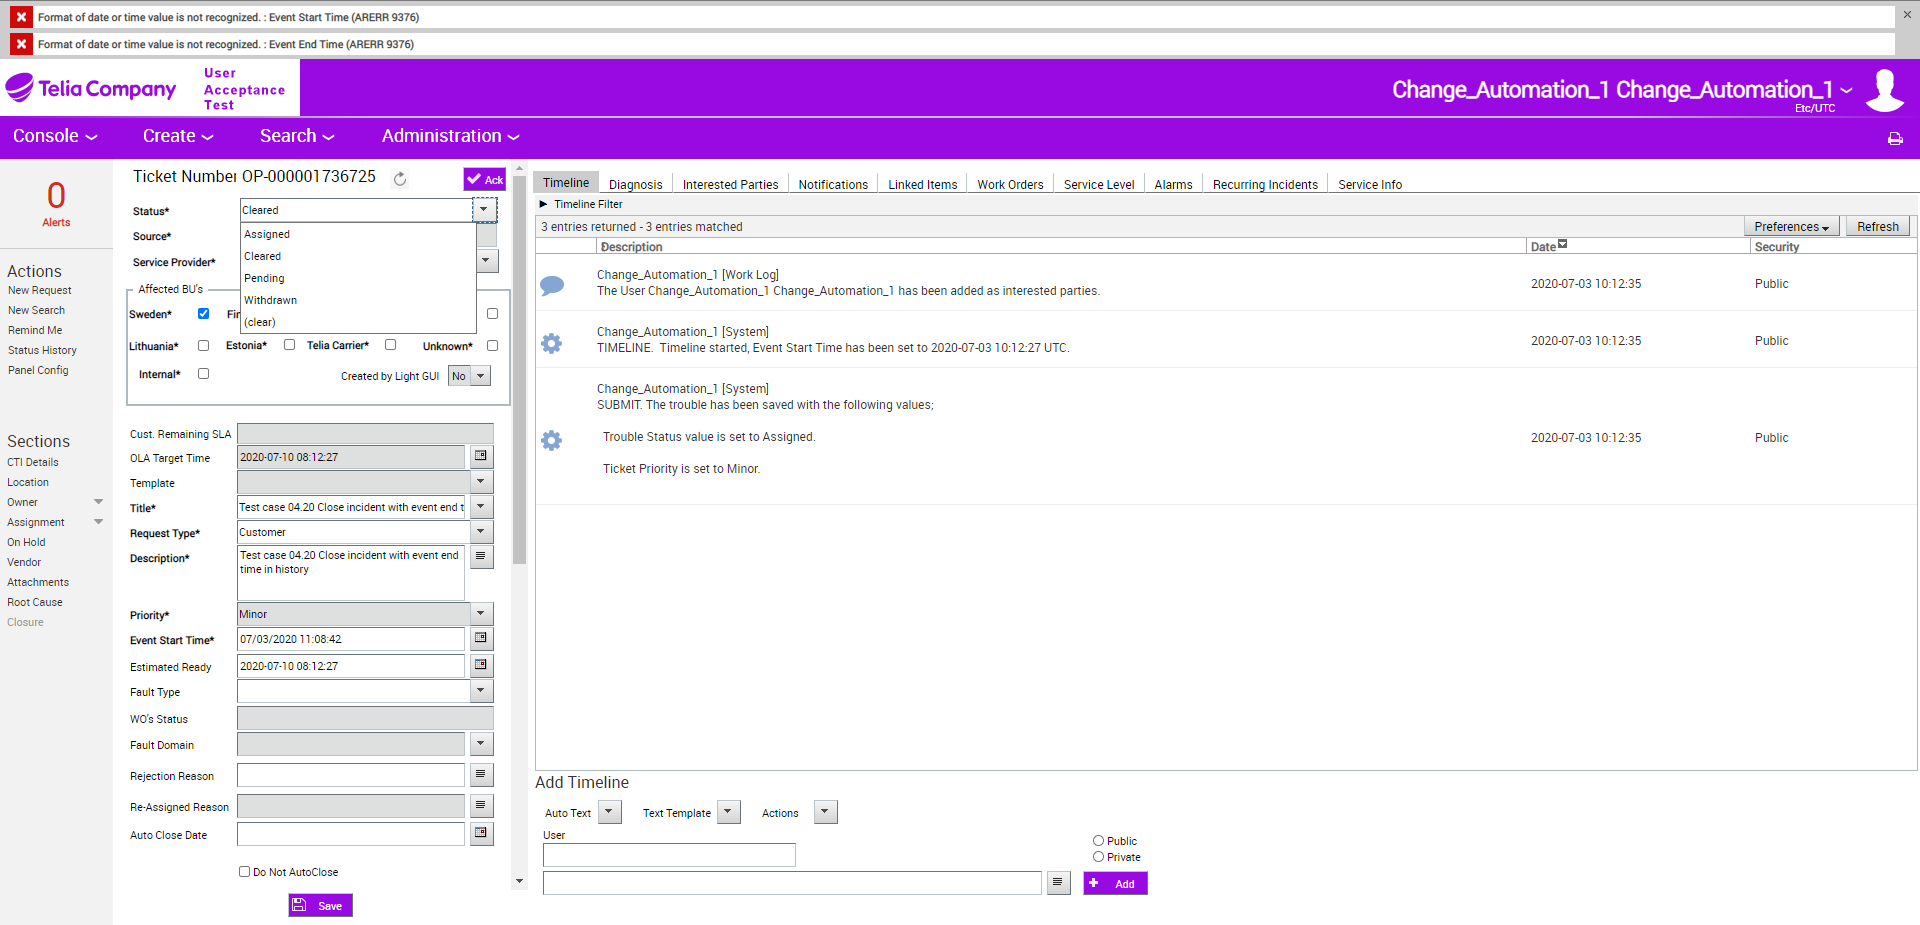 Format of date or time value is not recognized. : Event Start Time (ARERR 9376)
Format of date or time value is not recognized. : Event End Time (ARERR 9376)
Telia Company
User
Acceptance
Test
Change_Automation_1 Change_Automation_1
Etc/UTC
Console
Create
Search
Administration
0
Alerts
Actions
New Request
New Search
Remind Me
Status History
Panel Config
Sections
CTI Details
Location
Owner
Assignment
On Hold
Vendor
Attachments
Root Cause
Closure
Ticket Number OP-000001736725
Ack
Status*
Cleared
Assigned
Cleared
Pending
Withdrawn
(clear)
Source*
Service Provider*
Affected BU's
Sweden*
Lithuania*
Estonia*
Telia Carrier*
Unknown*
Internal*
Created by Light GUI
No
Cust. Remaining SLA
OLA Target Time
2020-07-10 08:12:27
Template
Title*
Test case 04.20 Close incident with event end t
Request Type*
Customer
Description*
Test case 04.20 Close incident with event end
time in history
Priority*
Minor
Event Start Time*
07/03/2020 11:08:42
Estimated Ready
2020-07-10 08:12:27
Fault Type
WO's Status
Fault Domain
Rejection Reason
Re-Assigned Reason
Auto Close Date
Do Not AutoClose
Save
Timeline
Diagnosis
Interested Parties
Notifications
Linked Items
Work Orders
Service Level
Alarms
Recurring Incidents
Service Info
Timeline Filter
3 entries returned - 3 entries matched
Preferences
Refresh
Description
Date
Security
Change_Automation_1 [Work Log]
The User Change_Automation_1 Change_Automation_1 has been added as interested parties.
2020-07-03 10:12:35
Public
Change_Automation_1 [System]
TIMELINE. Timeline started, Event Start Time has been set to 2020-07-03 10:12:27 UTC.
2020-07-03 10:12:35
Public
Change_Automation_1 [System]
SUBMIT. The trouble has been saved with the following values;
Trouble Status value is set to Assigned.
Ticket Priority is set to Minor.
2020-07-03 10:12:35
Public
Add Timeline
Auto Text
Text Template
Actions
User
Public
Private
Add